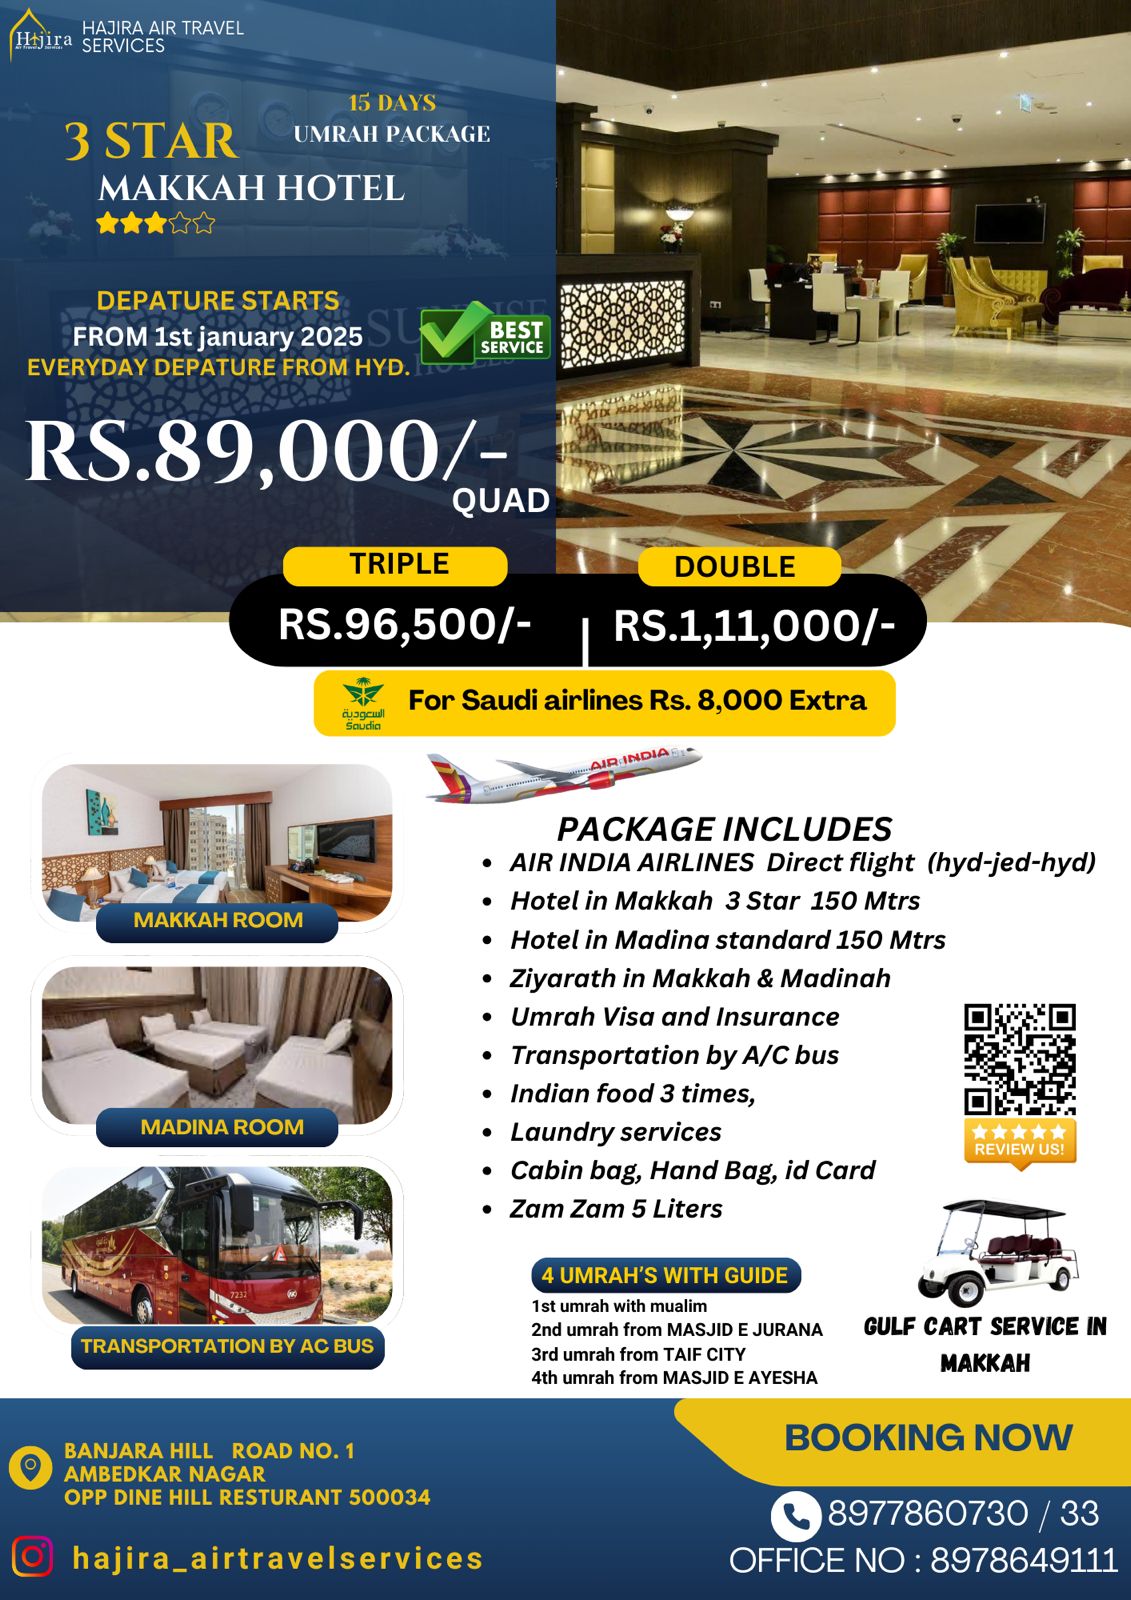 Hajira
Air Travel Services
HAJIRA AIR TRAVEL
SERVICES
15 DAYS
UMRAH PACKAGE
3 STAR
MAKKAH HOTEL
DEPATURE STARTS
FROM 1st january 2025
EVERYDAY DEPATURE FROM HYD.
BEST
SERVICE
RS.89,000/-
QUAD
TRIPLE
DOUBLE
RS.96,500/-
RS.1,11,000/-
السعودية
Saudia
For Saudi airlines Rs. 8,000 Extra
AIR INDIA
PACKAGE INCLUDES
• AIR INDIA AIRLINES Direct flight (hyd-jed-hyd)
• Hotel in Makkah 3 Star 150 Mtrs
• Hotel in Madina standard 150 Mtrs
• Ziyarath in Makkah & Madinah
• Umrah Visa and Insurance
• Transportation by A/C bus
• Indian food 3 times,
• Laundry services
• Cabin bag, Hand Bag, id Card
• Zam Zam 5 Liters
MAKKAH ROOM
MADINA ROOM
7232
TRANSPORTATION BY AC BUS
REVIEW US!
4 UMRAH'S WITH GUIDE
1st umrah with mualim
2nd umrah from MASJID E JURANA
3rd umrah from TAIF CITY
4th umrah from MASJID E AYESHA
GULF CART SERVICE IN
MAKKAH
BANJARA HILL ROAD NO. 1
AMBEDKAR NAGAR
OPP DINE HILL RESTURANT 500034
hajira_airtravelservices
BOOKING NOW
8977860730 / 33
OFFICE NO : 8978649111